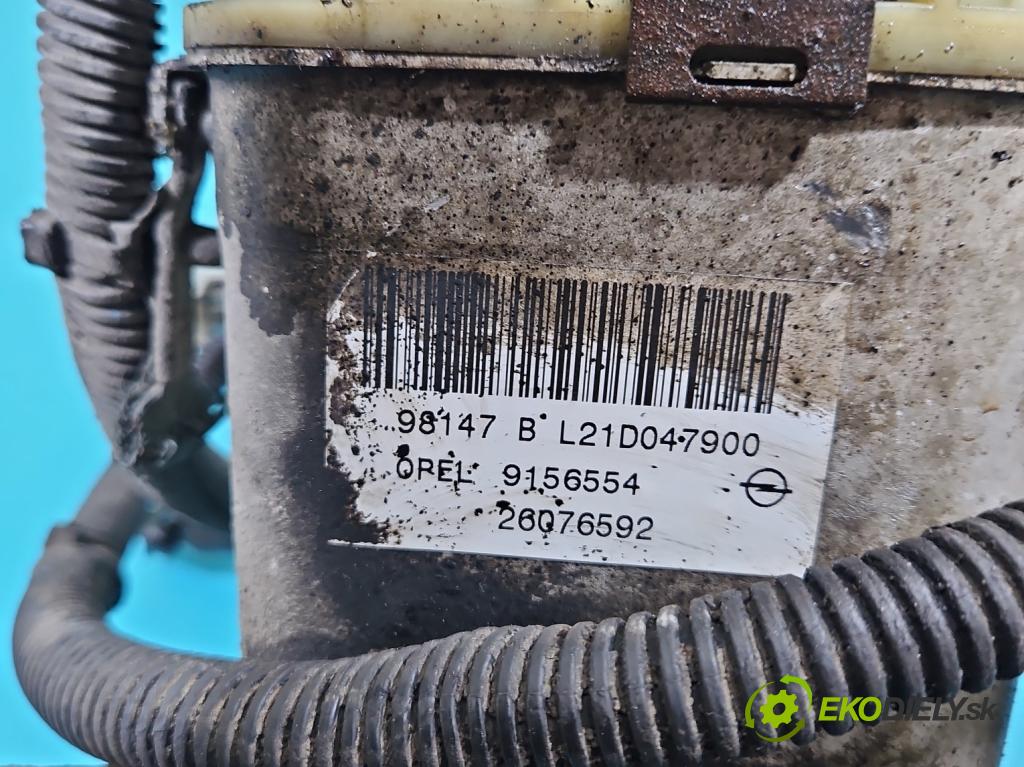 98147 B L21D047900
OPEL 9156554
26076592
EKODIELY.sk